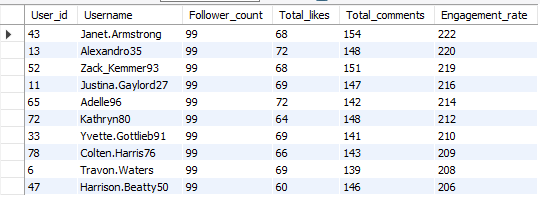 User_id Username Follower_count Total_likes Total_comments Engagement_rate
43 Janet.Armstrong 99 68 154 222
13 Alexandro35 99 72 148 220
52 Zack_Kemmer93 99 68 151 219
11 Justina.Gaylord27 99 69 147 216
65 Adelle96 99 72 142 214
72 Kathryn80 99 64 148 212
33 Yvette.Gottlieb91 99 69 141 210
78 Colten.Harris76 99 66 143 209
6 Travon.Waters 99 69 139 208
47 Harrison.Beatty50 99 60 146 206